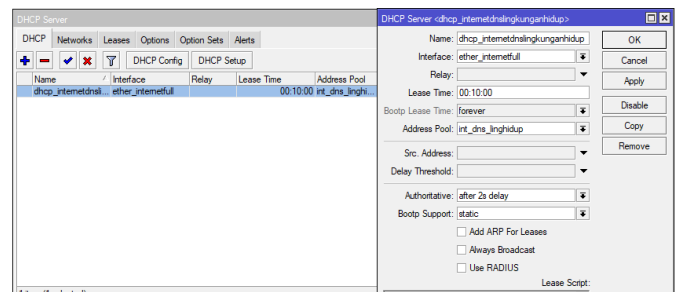 DHCP Server
DHCP Networks Leases Options Option Sets Alerts
DHCP Config DHCP Setup
Name Interface Relay Lease Time Address Pool
dhcp_internetdnsli... ether_internetfull 00:10:00 int_dns_linghi...
DHCP Server <dhcp_internetdnslingkunganhidup>
Name: dhcp_internetdnslingkunganhidup
Interface: ether_internetfull
Relay:
Lease Time: 00:10:00
Bootp Lease Time: forever
Address Pool: int_dns_linghidup
Src. Address:
Delay Threshold:
Authoritative: after 2s delay
Bootp Support: static
Add ARP For Leases
Always Broadcast
Use RADIUS
Lease Script:
OK
Cancel
Apply
Disable
Copy
Remove